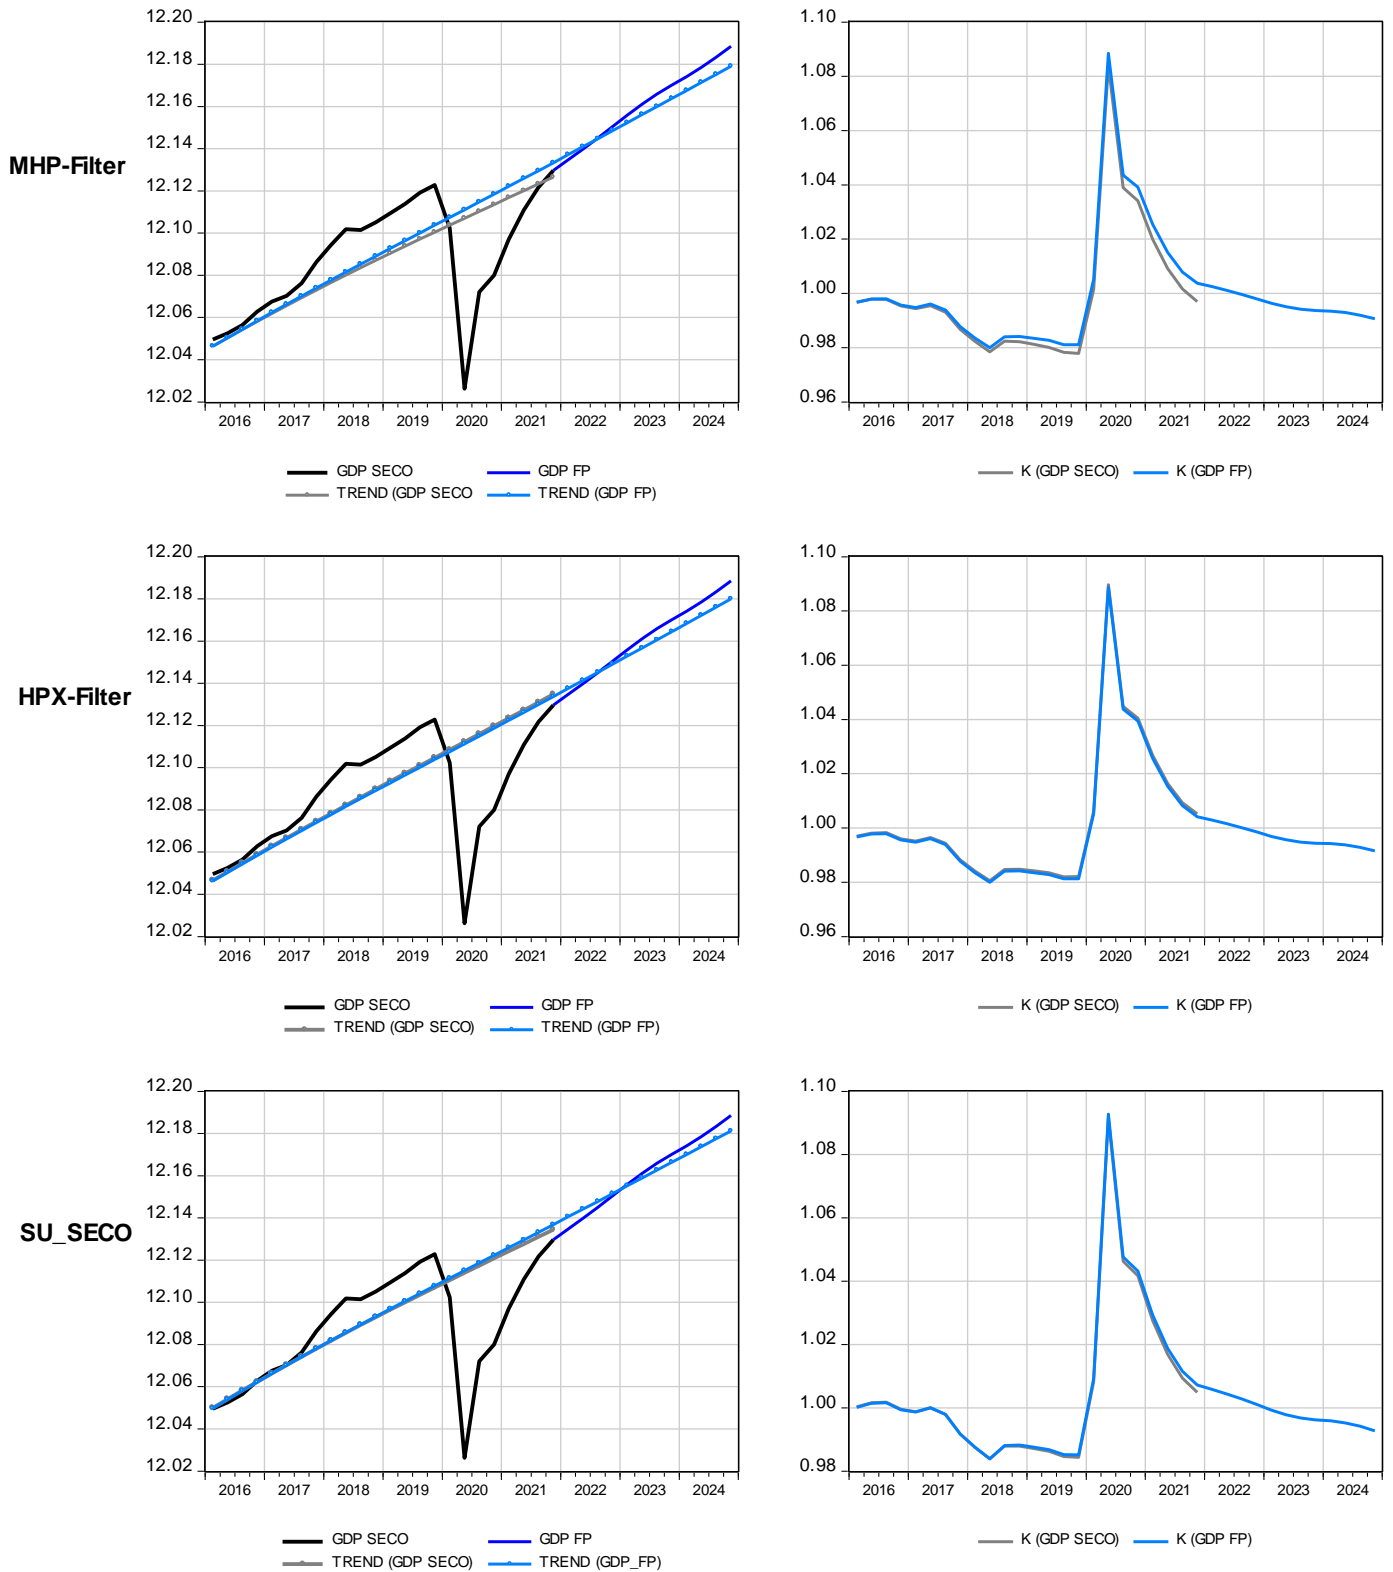 MHP-Filter
12.20
12.18
12.16
12.14
12.12
12.10
12.08
12.06
12.04
12.02
2016 2017 2018 2019 2020 2021 2022 2023 2024
GDP SECO GDP FP
TREND (GDP SECO TREND (GDP FP)
1.10
1.08
1.06
1.04
1.02
1.00
0.98
0.96
2016 2017 2018 2019 2020 2021 2022 2023 2024
K (GDP SECO) K (GDP FP)
HPX-Filter
12.20
12.18
12.16
12.14
12.12
12.10
12.08
12.06
12.04
12.02
2016 2017 2018 2019 2020 2021 2022 2023 2024
GDP SECO GDP FP
TREND (GDP SECO) TREND (GDP FP)
1.10
1.08
1.06
1.04
1.02
1.00
0.98
0.96
2016 2017 2018 2019 2020 2021 2022 2023 2024
K (GDP SECO) K (GDP FP)
SU_SECO
12.20
12.18
12.16
12.14
12.12
12.10
12.08
12.06
12.04
12.02
2016 2017 2018 2019 2020 2021 2022 2023 2024
GDP SECO GDP FP
TREND (GDP SECO) TREND (GDP_FP)
1.10
1.08
1.06
1.04
1.02
1.00
0.98
2016 2017 2018 2019 2020 2021 2022 2023 2024
K (GDP SECO) K (GDP FP)